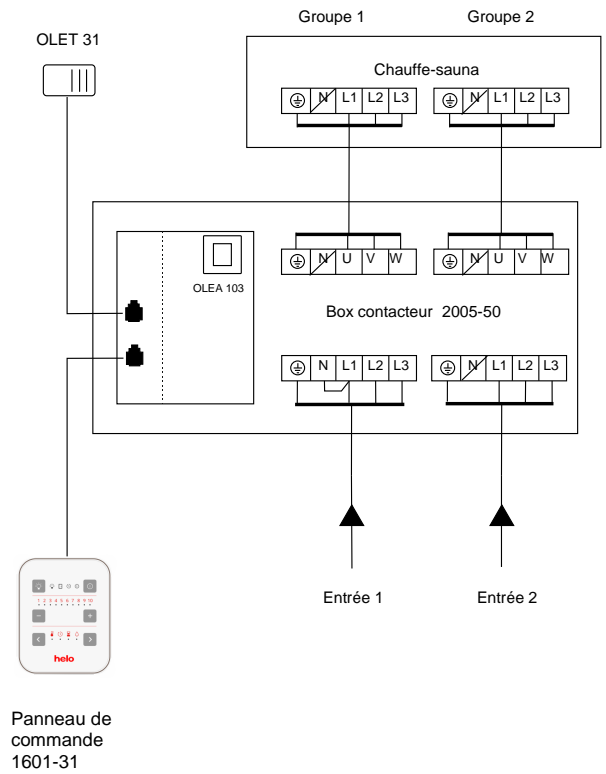 Groupe 1 Groupe 2
OLET 31
Chauffe-sauna
N L1 L2 L3 N L1 L2 L3
N U V W N U V W
OLEA 103
Box contacteur 2005-50
N L1 L2 L3 N L1 L2 L3
Entrée 1 Entrée 2
1 2 3 4 5 6 7 8 9 10
helo
Panneau de
commande
1601-31